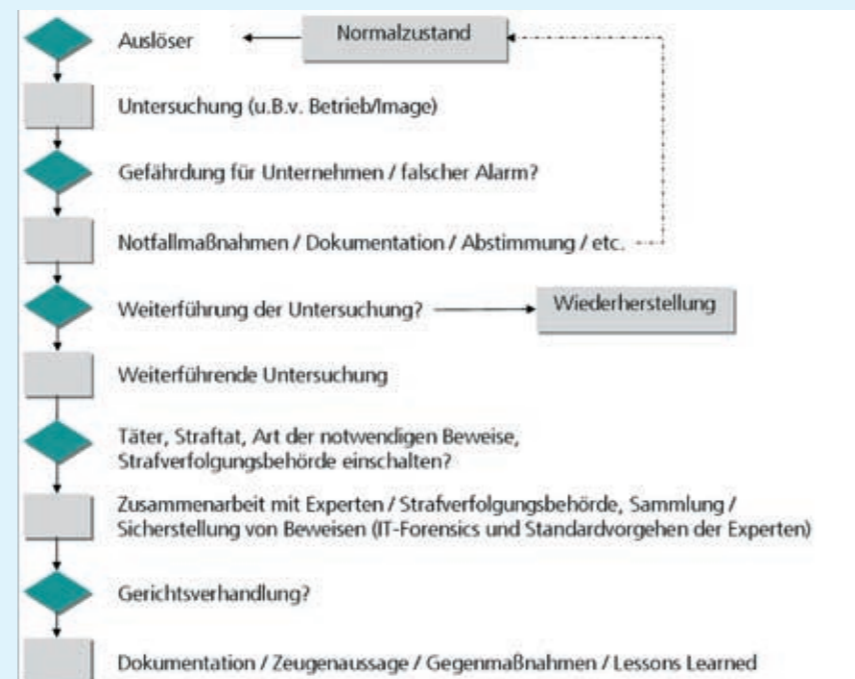 Auslöser
Normalzustand
Untersuchung (u.B.v. Betrieb/Image)
Gefährdung für Unternehmen / falscher Alarm?
Notfallmaßnahmen / Dokumentation / Abstimmung / etc.
Weiterführung der Untersuchung?
Wiederherstellung
Weiterführende Untersuchung
Täter, Straftat, Art der notwendigen Beweise,
Strafverfolgungsbehörde einschalten?
Zusammenarbeit mit Experten / Strafverfolgungsbehörde, Sammlung /
Sicherstellung von Beweisen (IT-Forensics und Standardvorgehen der Experten)
Gerichtsverhandlung?
Dokumentation / Zeugenaussage / Gegenmaßnahmen / Lessons Learned